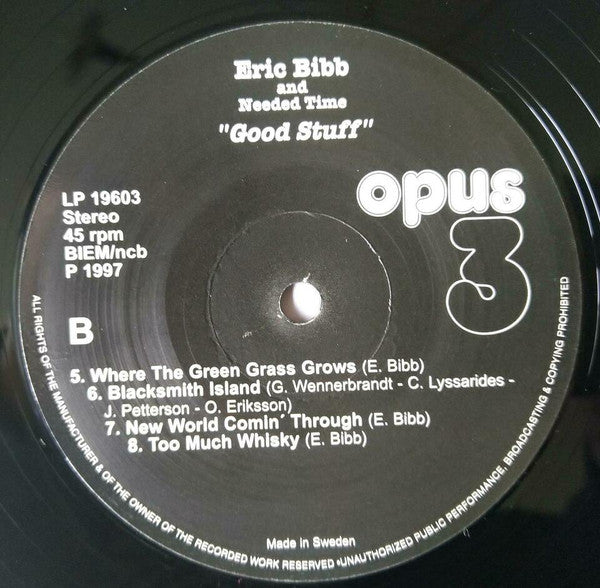 Eric Bibb
and
Needed Time
"Good Stuff"
opus
3
LP 19603
Stereo
45 rpm
BIEM/ncb
P 1997
B
5. Where The Green Grass Grows (E. Bibb)
6. Blacksmith Island (G. Wennerbrandt - C. Lyssarides -
J. Petterson - O. Eriksson)
7. New World Comin´ Through (E. Bibb)
8. Too Much Whisky (E. Bibb)
Made in Sweden
ALL RIGHTS OF THE MANUFACTURER & OF THE OWNER OF THE RECORDED WORK RESERVED •UNAUTHORIZED PUBLIC PERFORMANCE, BROADCASTING & COPYING PROHIBITED